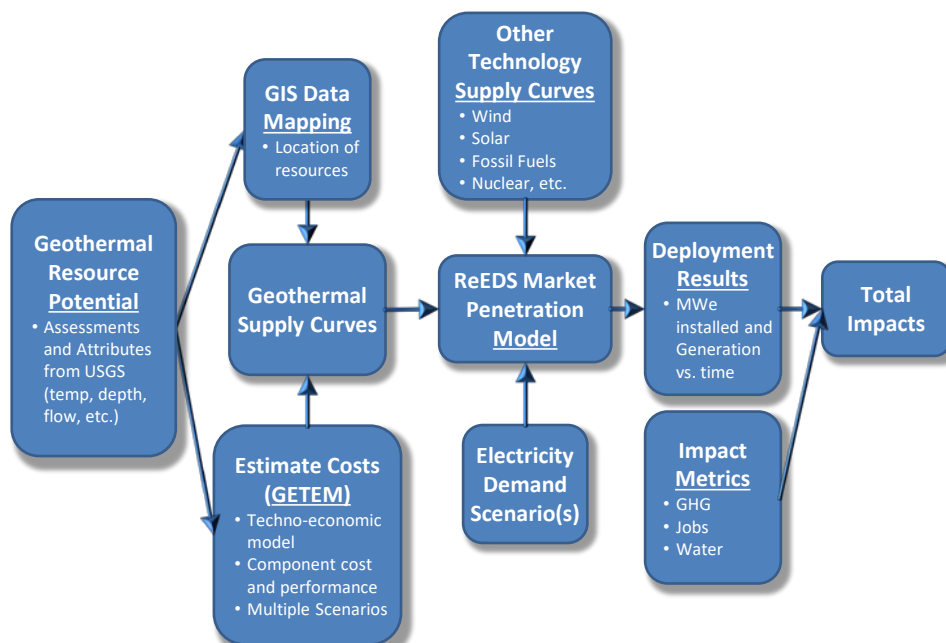 Geothermal
Resource
Potential
• Assessments
and Attributes
from USGS
(temp, depth,
flow, etc.)
GIS Data
Mapping
• Location of
resources
Geothermal
Supply Curves
Estimate Costs
(GETEM)
• Techno-economic
model
• Component cost
and performance
• Multiple Scenarios
Other
Technology
Supply Curves
• Wind
• Solar
• Fossil Fuels
• Nuclear, etc.
ReEDS Market
Penetration
Model
Electricity
Demand
Scenario(s)
Deployment
Results
• MWe
installed and
Generation
vs. time
Impact
Metrics
• GHG
• Jobs
• Water
Total
Impacts